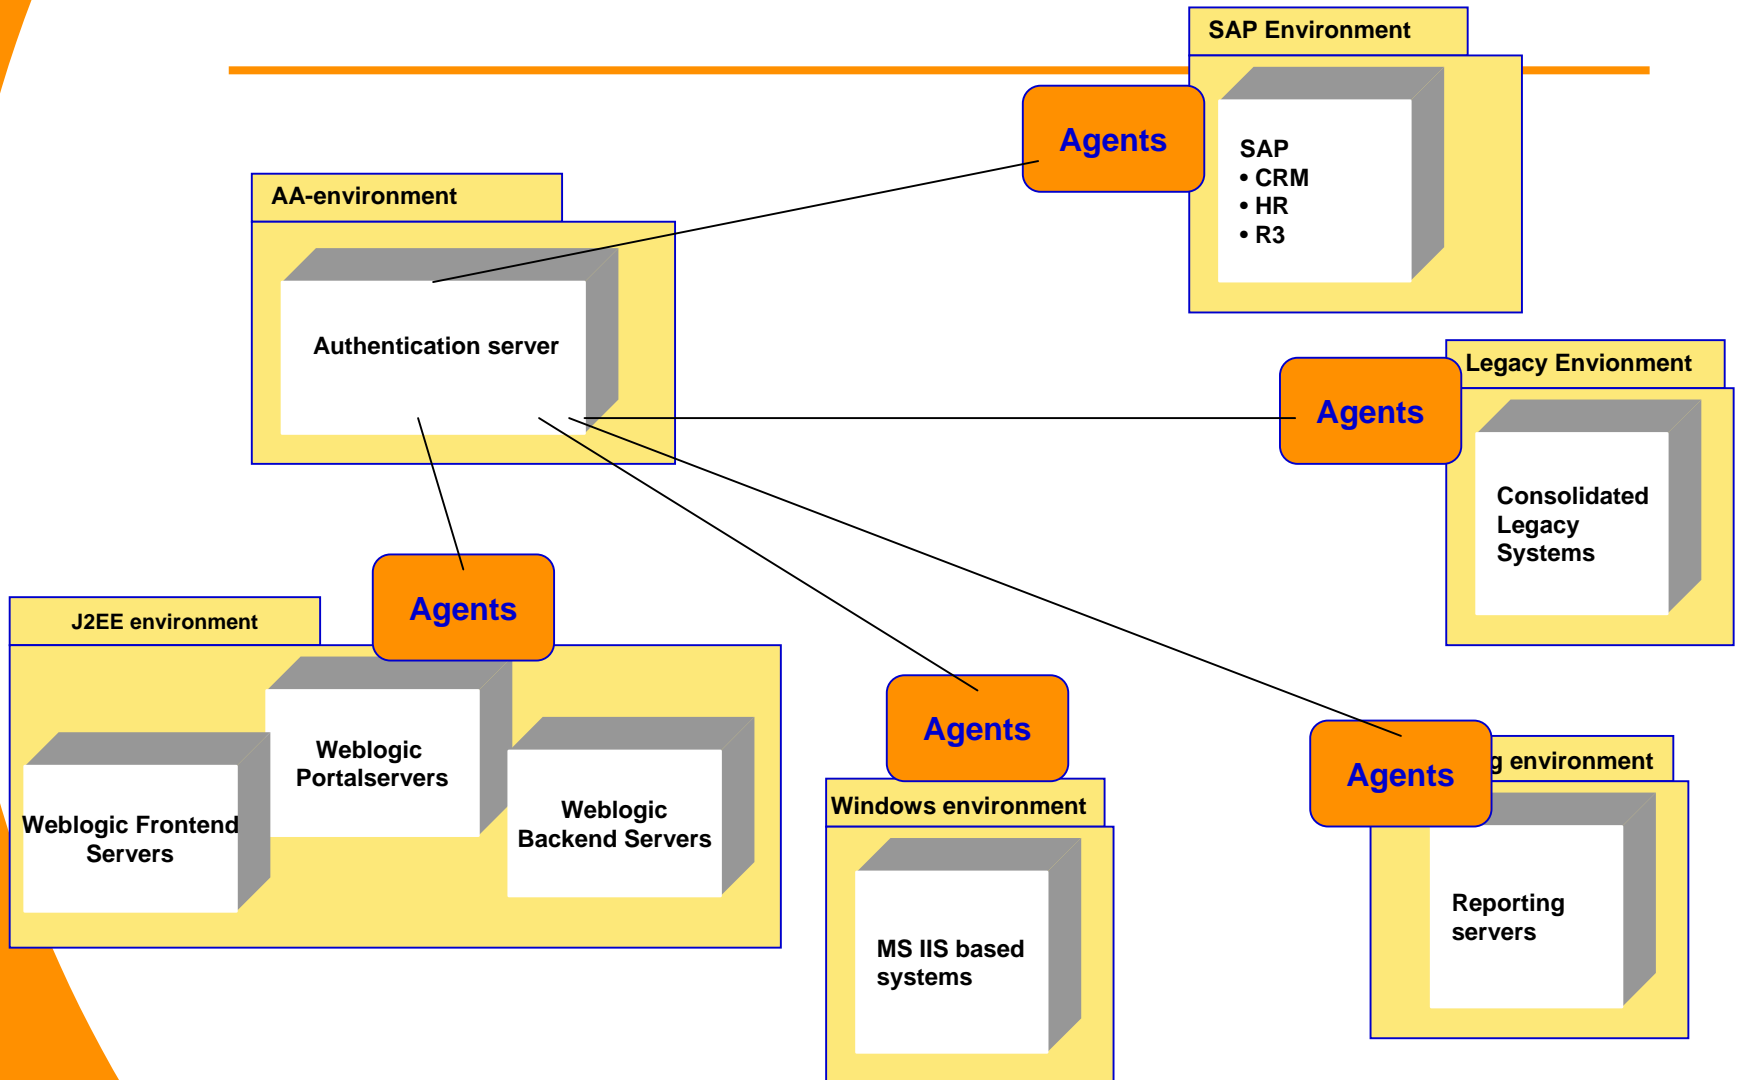 SAP Environment
Agents
SAP
• CRM
• HR
• R3
AA-environment
Authentication server
Legacy Envionment
Agents
Consolidated
Legacy
Systems
Agents
J2EE environment
Weblogic
Portalservers
Weblogic Frontend
Servers
Weblogic
Backend Servers
Agents
Windows environment
MS IIS based
systems
Agents
g environment
Reporting
servers